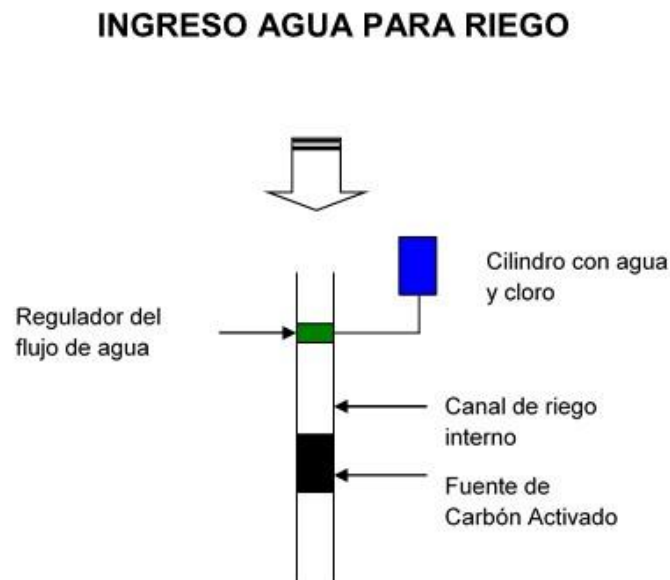 INGRESO AGUA PARA RIEGO
Cilindro con agua
y cloro
Regulador del
flujo de agua
Canal de riego
interno
Fuente de
Carbón Activado